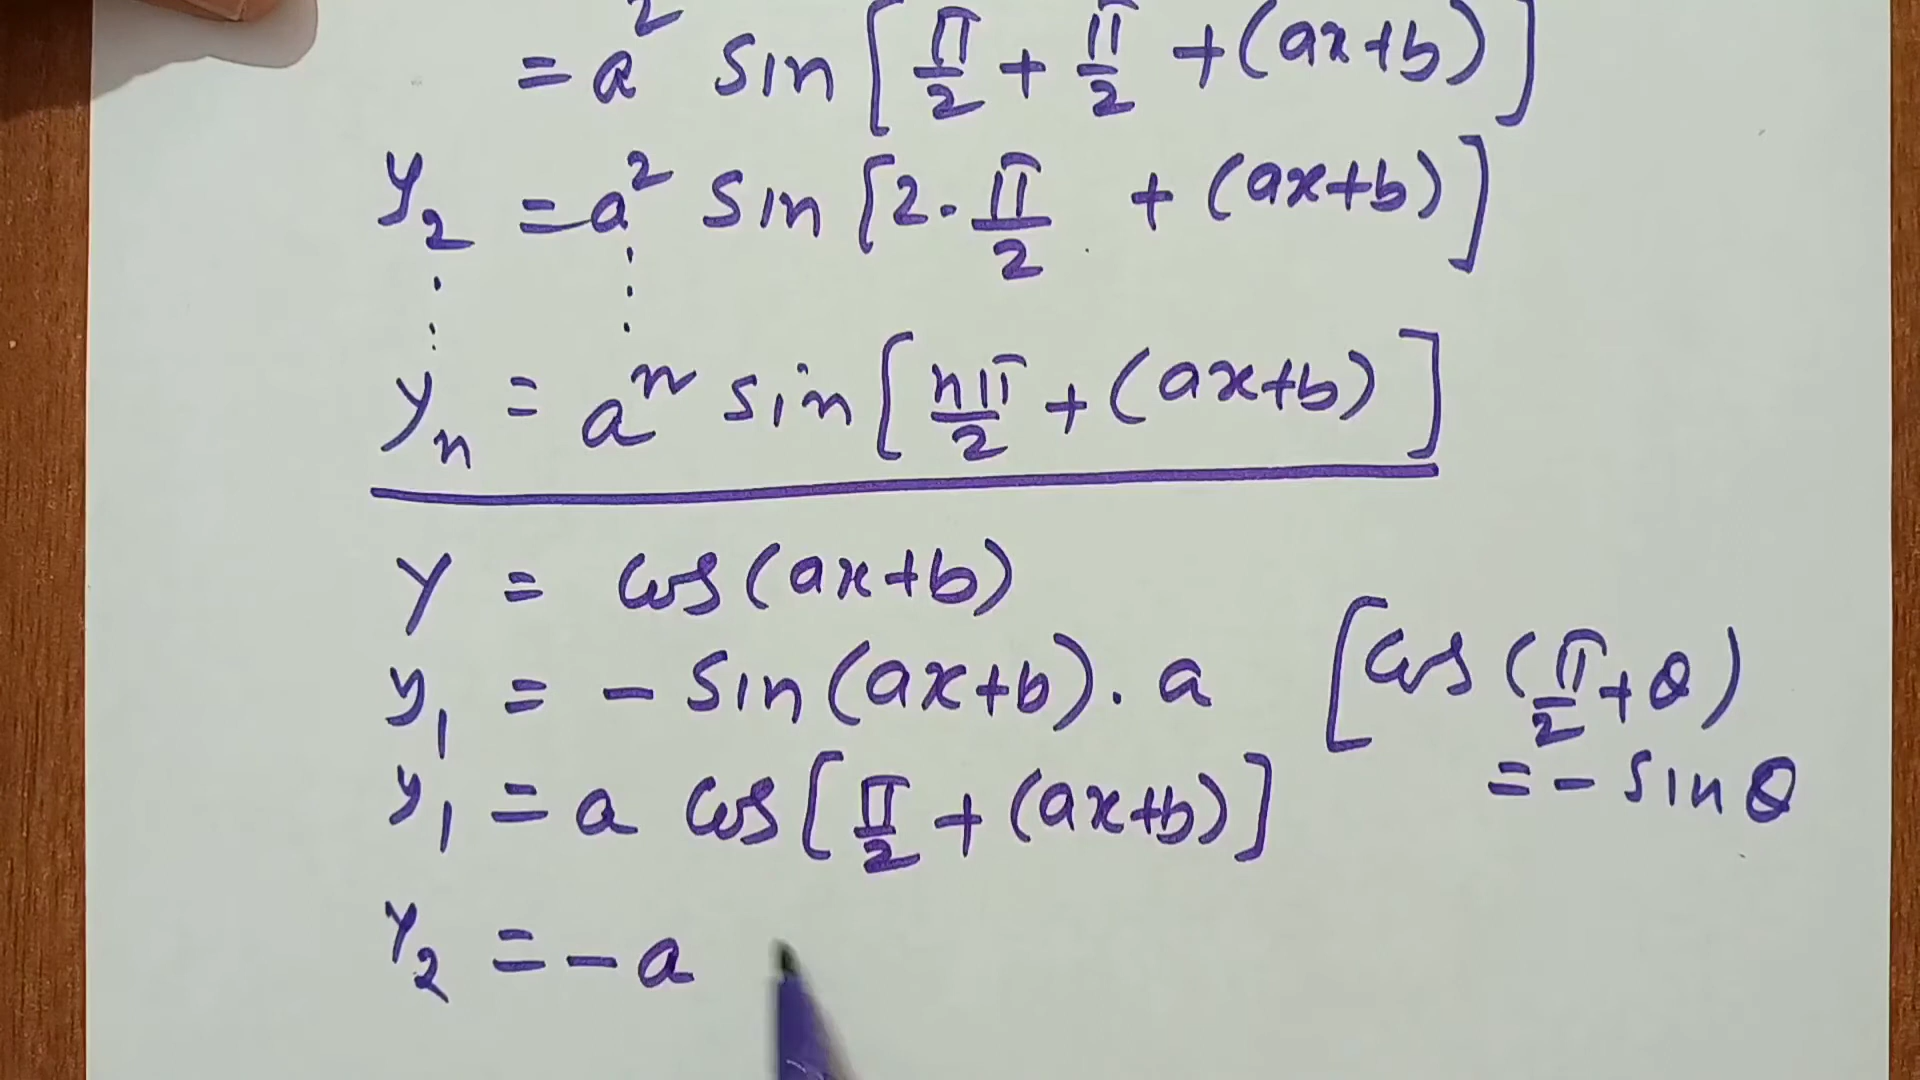 = a² sin[π/2 + π/2 + (ax+b)]
y₂ = a² sin[2·π/2 + (ax+b)]
⋮ ⋮
yₙ = aⁿ sin[nπ/2 + (ax+b)]
y = cos(ax+b)
y₁ = - sin(ax+b). a [cos(π/2+θ)
= - sin θ
y₁ = a cos[π/2 + (ax+b)]
y₂ = - a